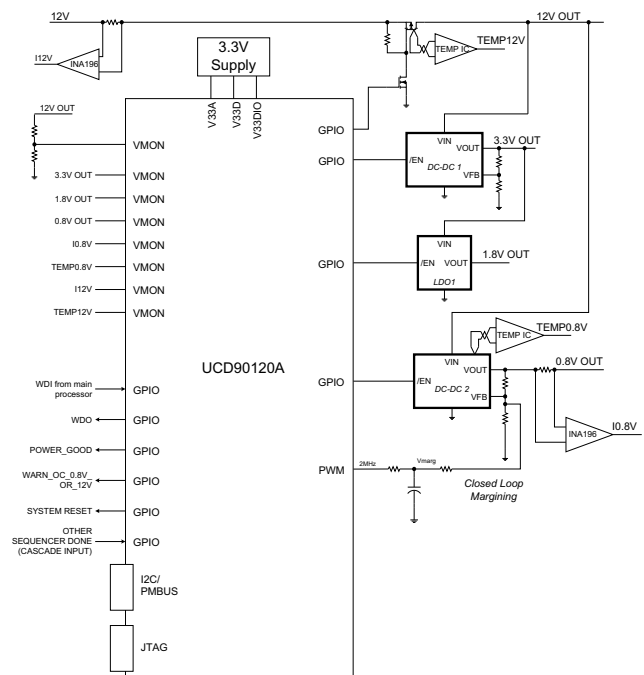 12V
12V OUT
I12V
INA196
3.3V
Supply
TEMP IC
TEMP12V
V33A
V33D
V33DIO
12V OUT
GPIO
VMON
GPIO
VIN
VOUT
3.3V OUT
/EN
DC-DC 1
VFB
3.3V OUT
VMON
1.8V OUT
VMON
0.8V OUT
VMON
I0.8V
VMON
TEMP0.8V
VMON
I12V
VMON
TEMP12V
VMON
GPIO
VIN
/EN
VOUT
1.8V OUT
LDO1
UCD90120A
TEMP IC
TEMP0.8V
VIN
VOUT
0.8V OUT
GPIO
/EN
DC-DC 2
VFB
INA196
I0.8V
WDI from main
processor
GPIO
WDO
GPIO
POWER_GOOD
GPIO
WARN_OC_0.8V_
OR_12V
GPIO
SYSTEM RESET
GPIO
OTHER
SEQUENCER DONE
(CASCADE INPUT)
GPIO
PWM
2MHz
Vmarg
Closed Loop
Margining
I2C/
PMBUS
JTAG